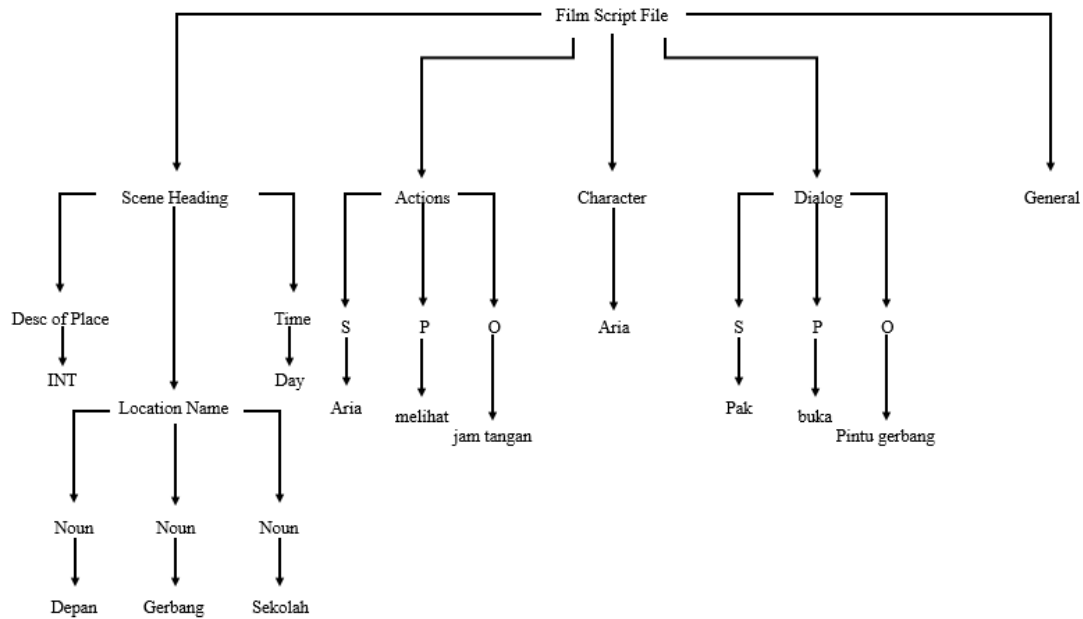 Film Script File
Scene Heading
Actions
Character
Dialog
General
Desc of Place
Time
S
P
O
Aria
S
P
O
INT
Day
Location Name
Aria
melihat
jam tangan
Pak
buka
Pintu gerbang
Noun
Noun
Noun
Depan
Gerbang
Sekolah